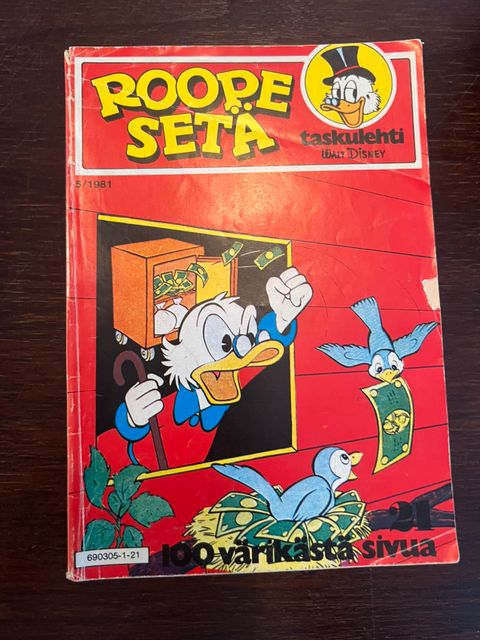 ROOPE
SETÄ
taskulehti
WALT DISNEY
5/1981
21
100 värikästä sivua
690305-1-21